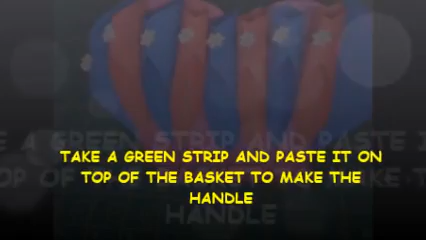 TAKE A GREEN STRIP AND PASTE IT ON
TOP OF THE BASKET TO MAKE THE
HANDLE